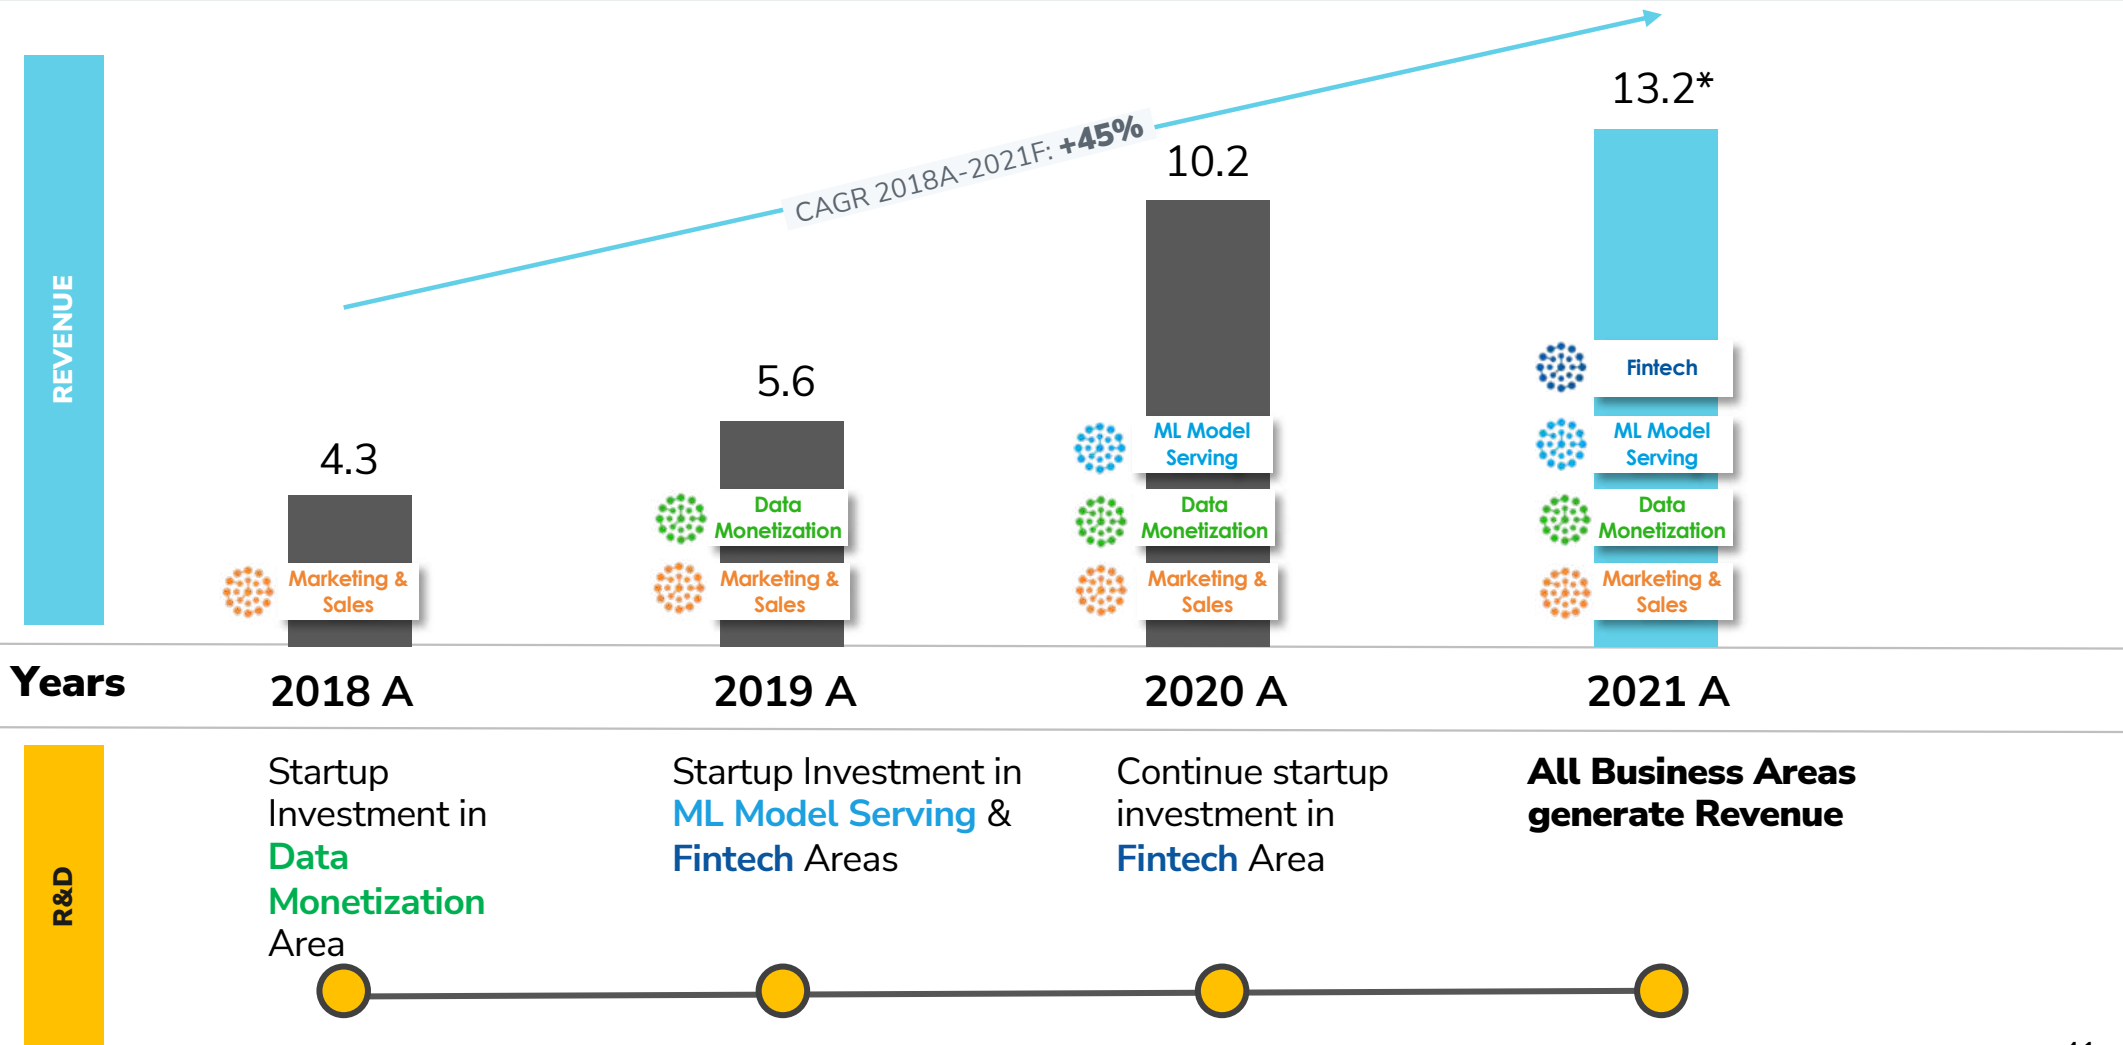 13.2*
CAGR 2018A-2021F: +45%
10.2
5.6
4.3
REVENUE
Fintech
ML Model
Serving
ML Model
Serving
Data
Monetization
Data
Monetization
Data
Monetization
Marketing &
Sales
Marketing &
Sales
Marketing &
Sales
Marketing &
Sales
Years
2018 A
2019 A
2020 A
2021 A
R&D
Startup
Investment in
Data
Monetization
Area
Startup Investment in
ML Model Serving &
Fintech Areas
Continue startup
investment in
Fintech Area
All Business Areas
generate Revenue